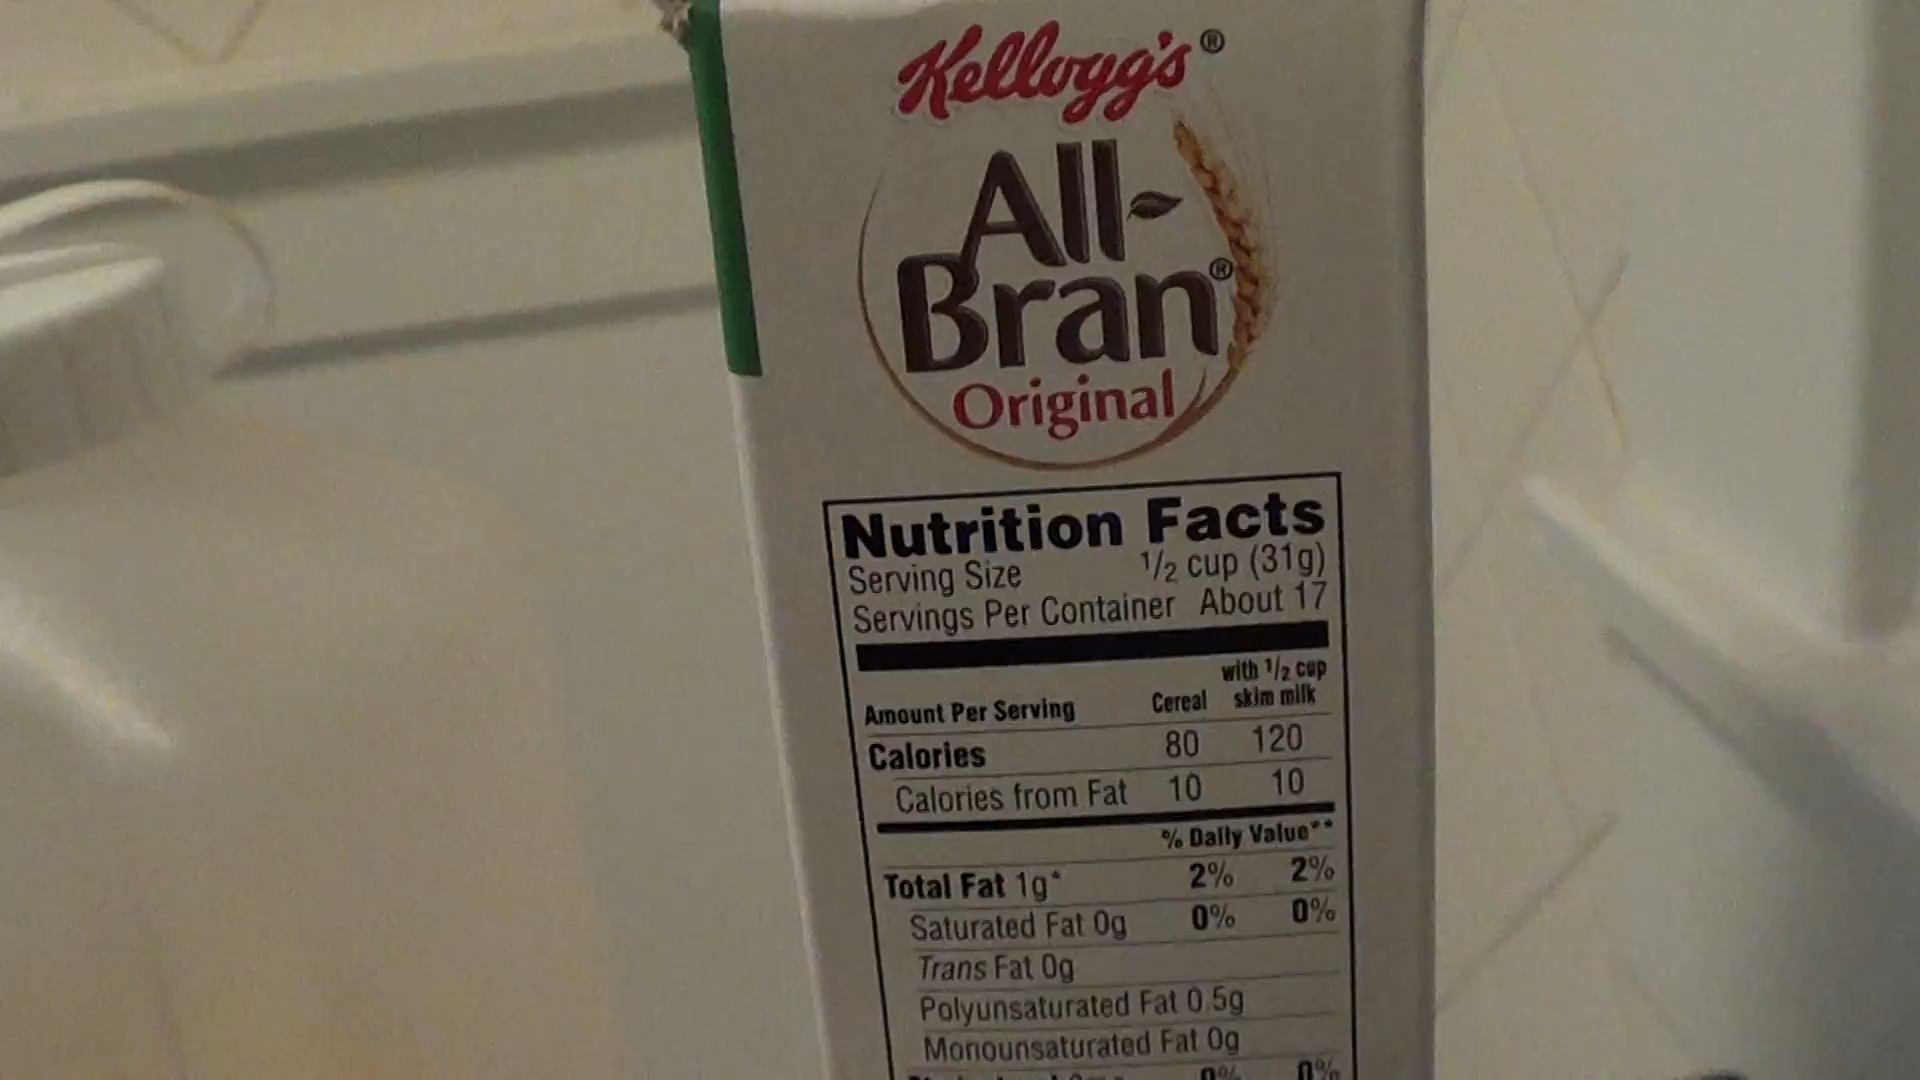 Kellogg's®
All-
Bran®
Original
Nutrition Facts
Serving Size 1/2 cup (31g)
Servings Per Container About 17
with 1/2 cup
Amount Per Serving Cereal skim milk
Calories 80 120
Calories from Fat 10 10
% Daily Value**
Total Fat 1g* 2% 2%
Saturated Fat 0g 0% 0%
Trans Fat 0g
Polyunsaturated Fat 0.5g
Monounsaturated Fat 0g
0% 0%